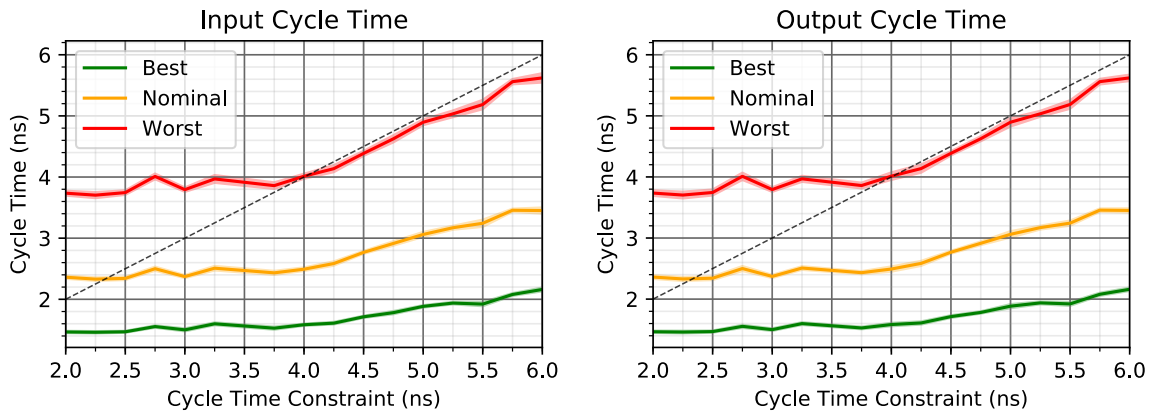 Input Cycle Time
Best
Nominal
Worst
Cycle Time (ns)
6
5
4
3
2
2.0 2.5 3.0 3.5 4.0 4.5 5.0 5.5 6.0
Cycle Time Constraint (ns)
Output Cycle Time
Best
Nominal
Worst
Cycle Time (ns)
6
5
4
3
2
2.0 2.5 3.0 3.5 4.0 4.5 5.0 5.5 6.0
Cycle Time Constraint (ns)